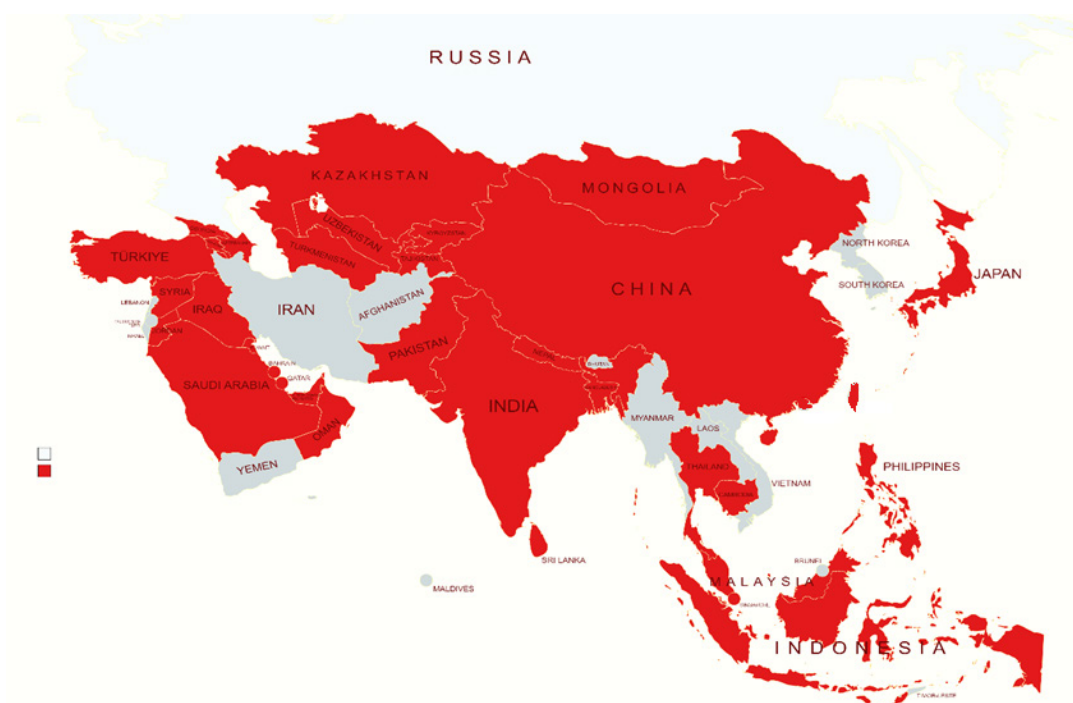 RUSSIA
KAZAKHSTAN
MONGOLIA
UZBEKISTAN
TURKMENISTAN
NORTH KOREA
TÜRKIYE
JAPAN
SOUTH KOREA
CHINA
SYRIA
LEBANON
IRAQ
IRAN
AFGHANISTAN
PAKISTAN
NEPAL
BAHRAIN
QATAR
SAUDI ARABIA
INDIA
MYANMAR
LAOS
OMAN
YEMEN
THAILAND
PHILIPPINES
VIETNAM
CAMBODIA
SRI LANKA
BRUNEI
MALDIVES
MALAYSIA
INDONESIA